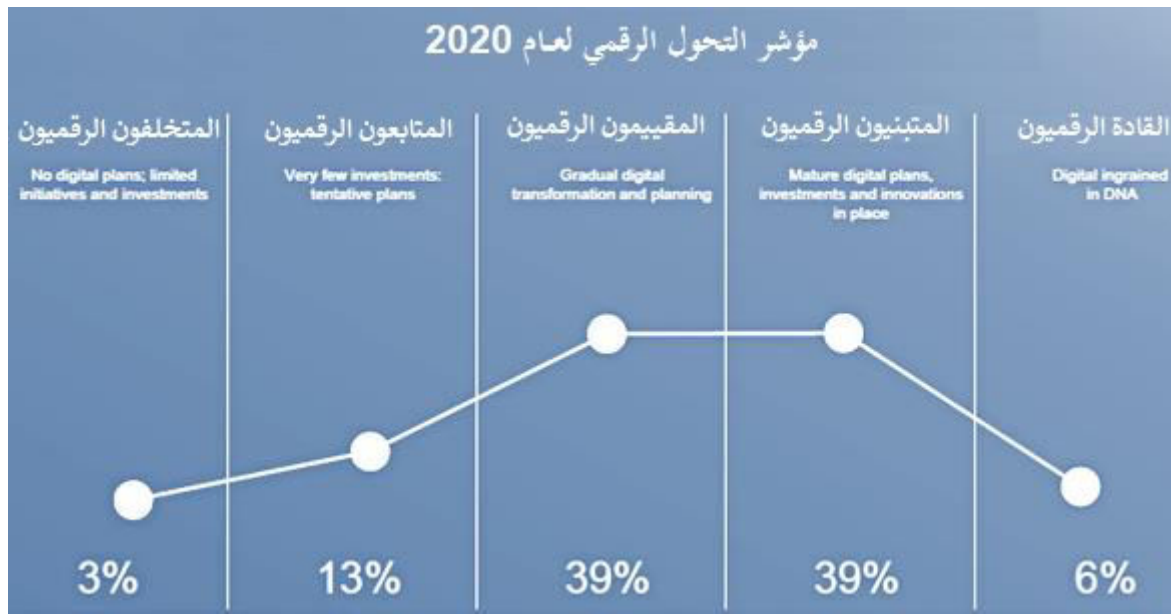 مؤشر التحول الرقمي لعام 2020
المتخلفون الرقميون
No digital plans; limited
initiatives and investments
3%
المتابعون الرقميون
Very few investments:
tentative plans
13%
المقييمون الرقميون
Gradual digital
transformation and planning
39%
المتبنيون الرقميون
Mature digital plans,
investments and innovations
in place
39%
القادة الرقميون
Digital ingrained
in DNA
6%